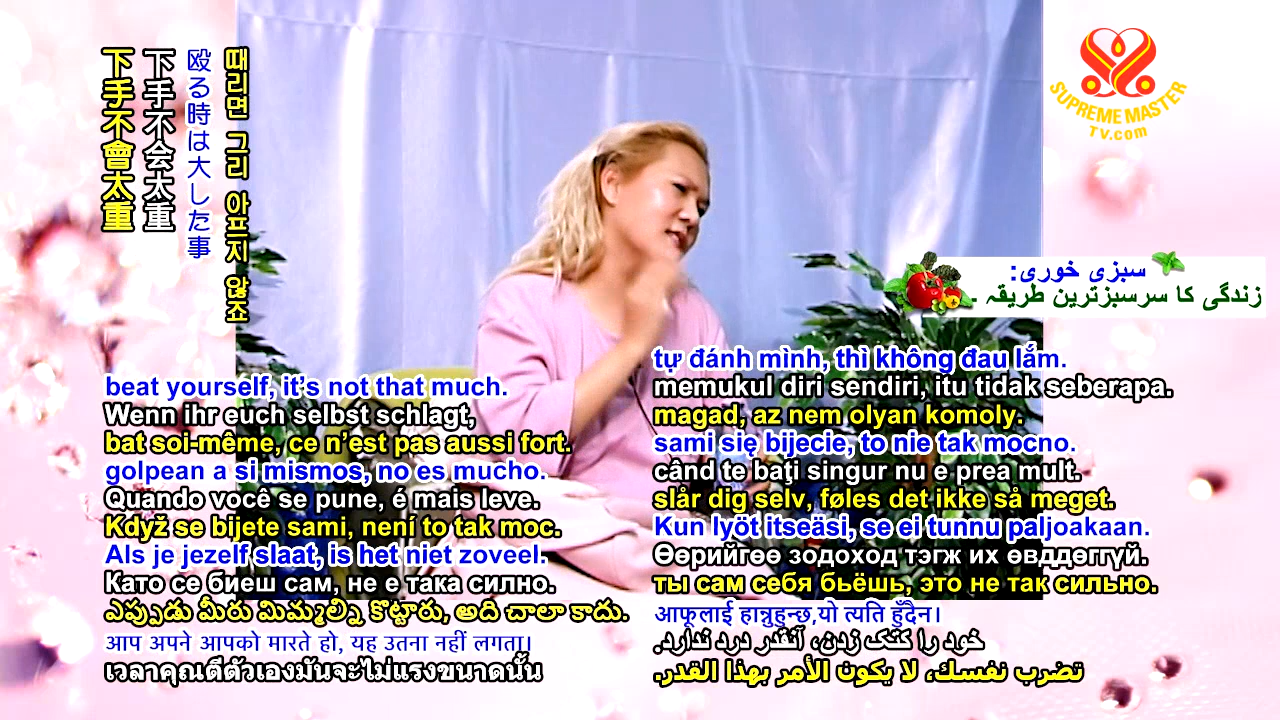 下手不會太重
下手不会太重
殴る時は大した事
때리면 그리 아프지 않죠
SUPREME MASTER
TV.com
سبزی خوری:
زندگی کا سرسبزترین طریقہ ۔
beat yourself, it’s not that much.
Wenn ihr euch selbst schlagt,
bat soi-même, ce n’est pas aussi fort.
golpean a si mismos, no es mucho.
Quando você se pune, é mais leve.
Když se bijete sami, není to tak moc.
Als je jezelf slaat, is het niet zoveel.
Като се биеш сам, не е така силно.
ఎప్పుడు మీరు మిమ్మల్ని కొట్టారు, అది చాలా కాదు.
आप अपने आपको मारते हो, यह उतना नहीं लगता।
เวลาคุณตีตัวเองมันจะไม่แรงขนาดนั้น
tự đánh mình, thì không đau lắm.
memukul diri sendiri, itu tidak seberapa.
magad, az nem olyan komoly.
sami się bijecie, to nie tak mocno.
când te baţi singur nu e prea mult.
slår dig selv, føles det ikke så meget.
Kun lyöt itseäsi, se ei tunnu paljoakaan.
Өөрийгөө зодоход тэгж их өвддөггүй.
ты сам себя бьёшь, это не так сильно.
आफूलाई हान्नुहुन्छ,यो त्यति हुँदैन।
خود را کتک زدن، آنقدر درد ندارد.
تضرب نفسك، لا يكون الأمر بهذا القدر.